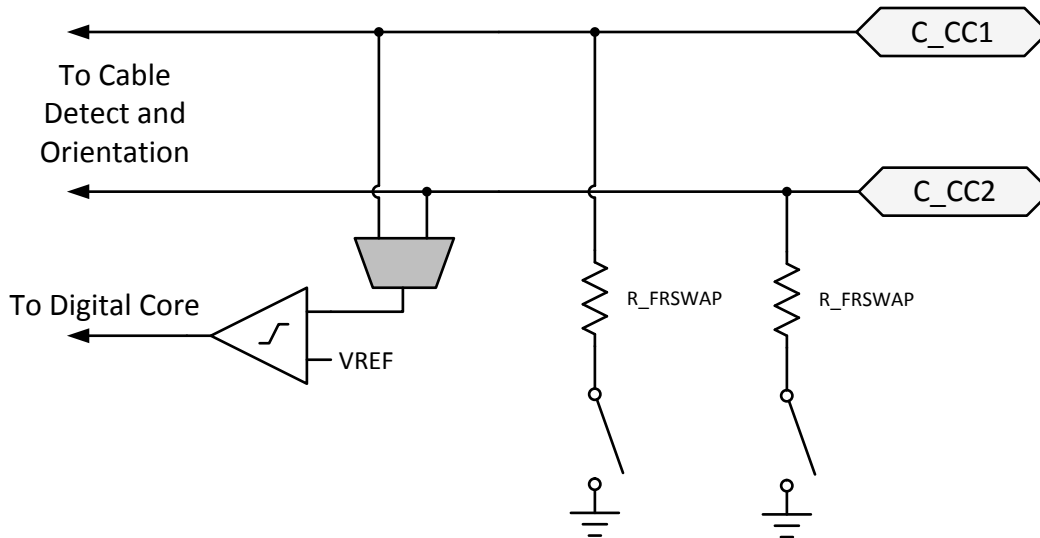 C_CC1
To Cable
Detect and
Orientation
C_CC2
To Digital Core
R_FRSWAP
R_FRSWAP
VREF